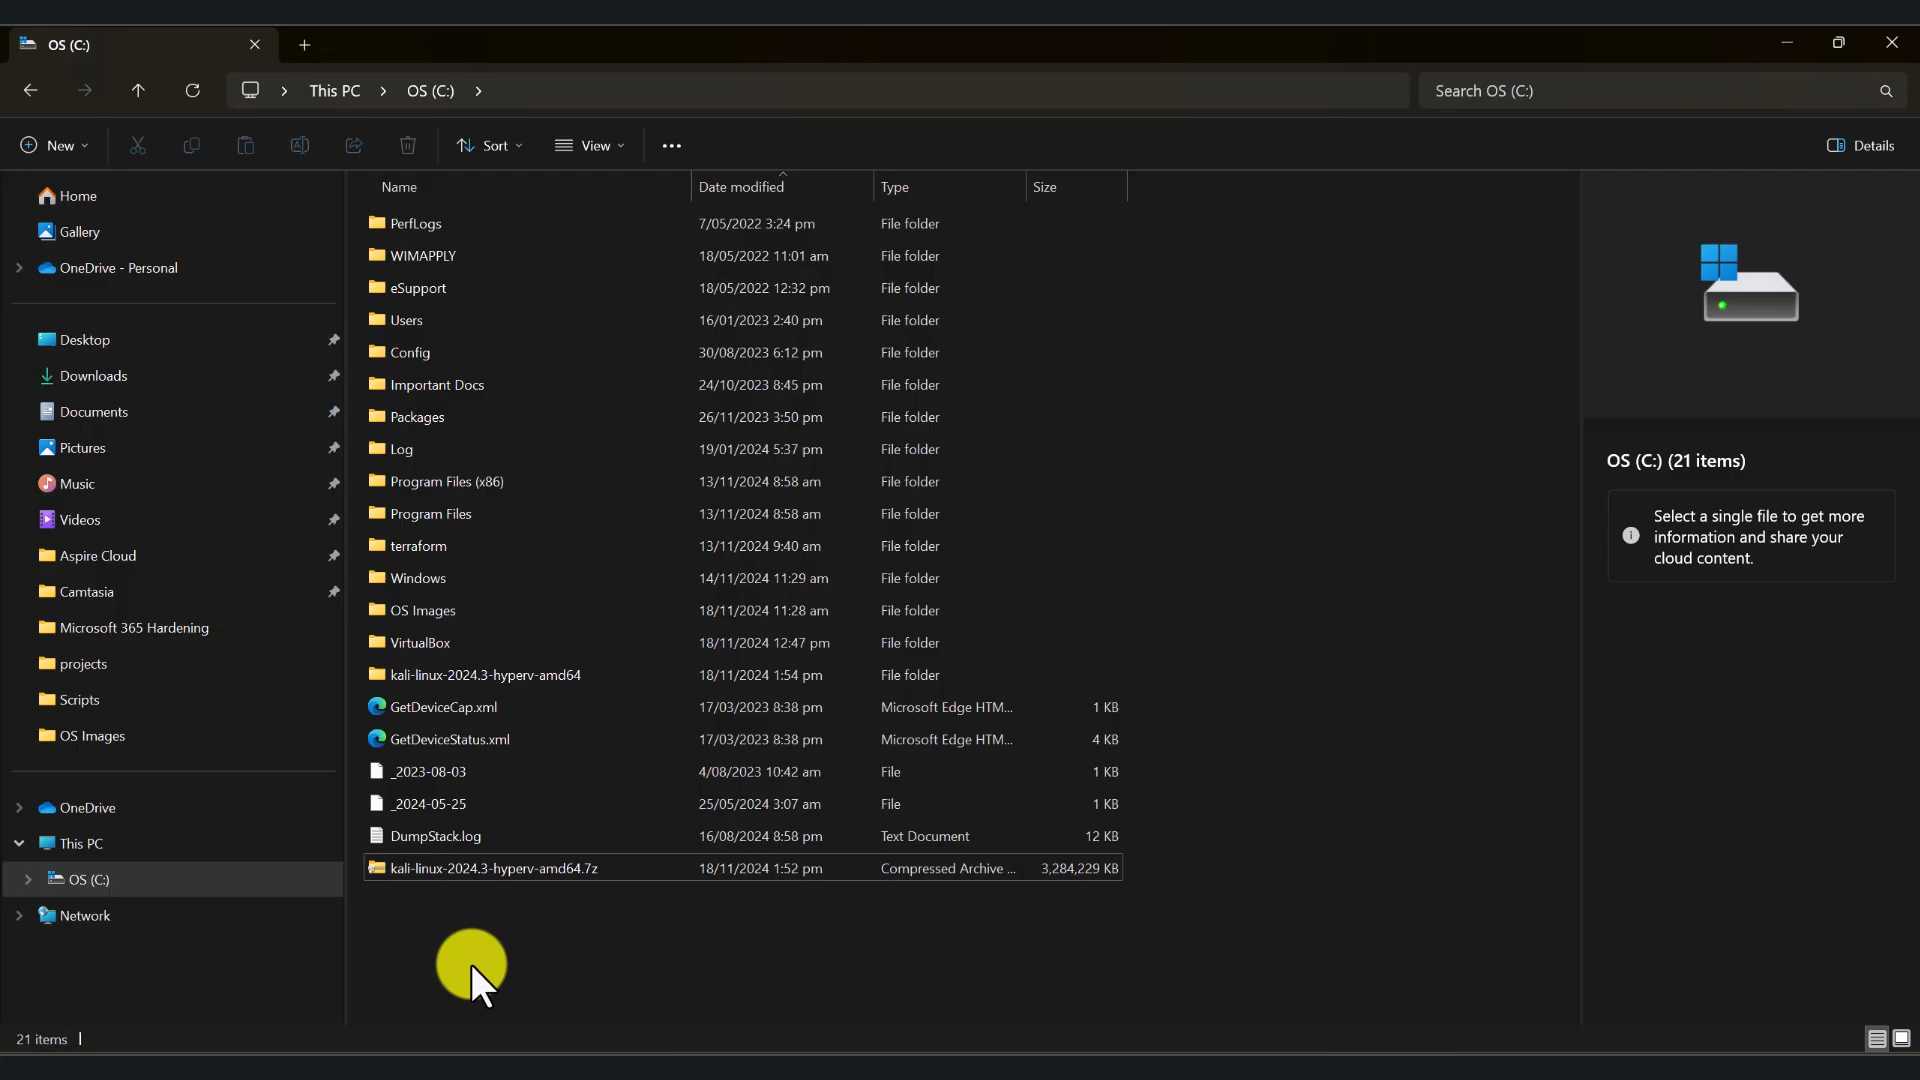 OS (C:)
This PC > OS (C:) >
Search OS (C:)
New
Sort
View
Details
Home
Gallery
OneDrive - Personal
Desktop
Downloads
Documents
Pictures
Music
Videos
Aspire Cloud
Camtasia
Microsoft 365 Hardening
projects
Scripts
OS Images
OneDrive
This PC
OS (C:)
Network
Name Date modified Type Size
PerfLogs 7/05/2022 3:24 pm File folder
WIMAPPLY 18/05/2022 11:01 am File folder
eSupport 18/05/2022 12:32 pm File folder
Users 16/01/2023 2:40 pm File folder
Config 30/08/2023 6:12 pm File folder
Important Docs 24/10/2023 8:45 pm File folder
Packages 26/11/2023 3:50 pm File folder
Log 19/01/2024 5:37 pm File folder
Program Files (x86) 13/11/2024 8:58 am File folder
Program Files 13/11/2024 8:58 am File folder
terraform 13/11/2024 9:40 am File folder
Windows 14/11/2024 11:29 am File folder
OS Images 18/11/2024 11:28 am File folder
VirtualBox 18/11/2024 12:47 pm File folder
kali-linux-2024.3-hyperv-amd64 18/11/2024 1:54 pm File folder
GetDeviceCap.xml 17/03/2023 8:38 pm Microsoft Edge HTM... 1 KB
GetDeviceStatus.xml 17/03/2023 8:38 pm Microsoft Edge HTM... 4 KB
_2023-08-03 4/08/2023 10:42 am File 1 KB
_2024-05-25 25/05/2024 3:07 am File 1 KB
DumpStack.log 16/08/2024 8:58 pm Text Document 12 KB
kali-linux-2024.3-hyperv-amd64.7z 18/11/2024 1:52 pm Compressed Archive ... 3,284,229 KB
OS (C:) (21 items)
Select a single file to get more
information and share your
cloud content.
21 items